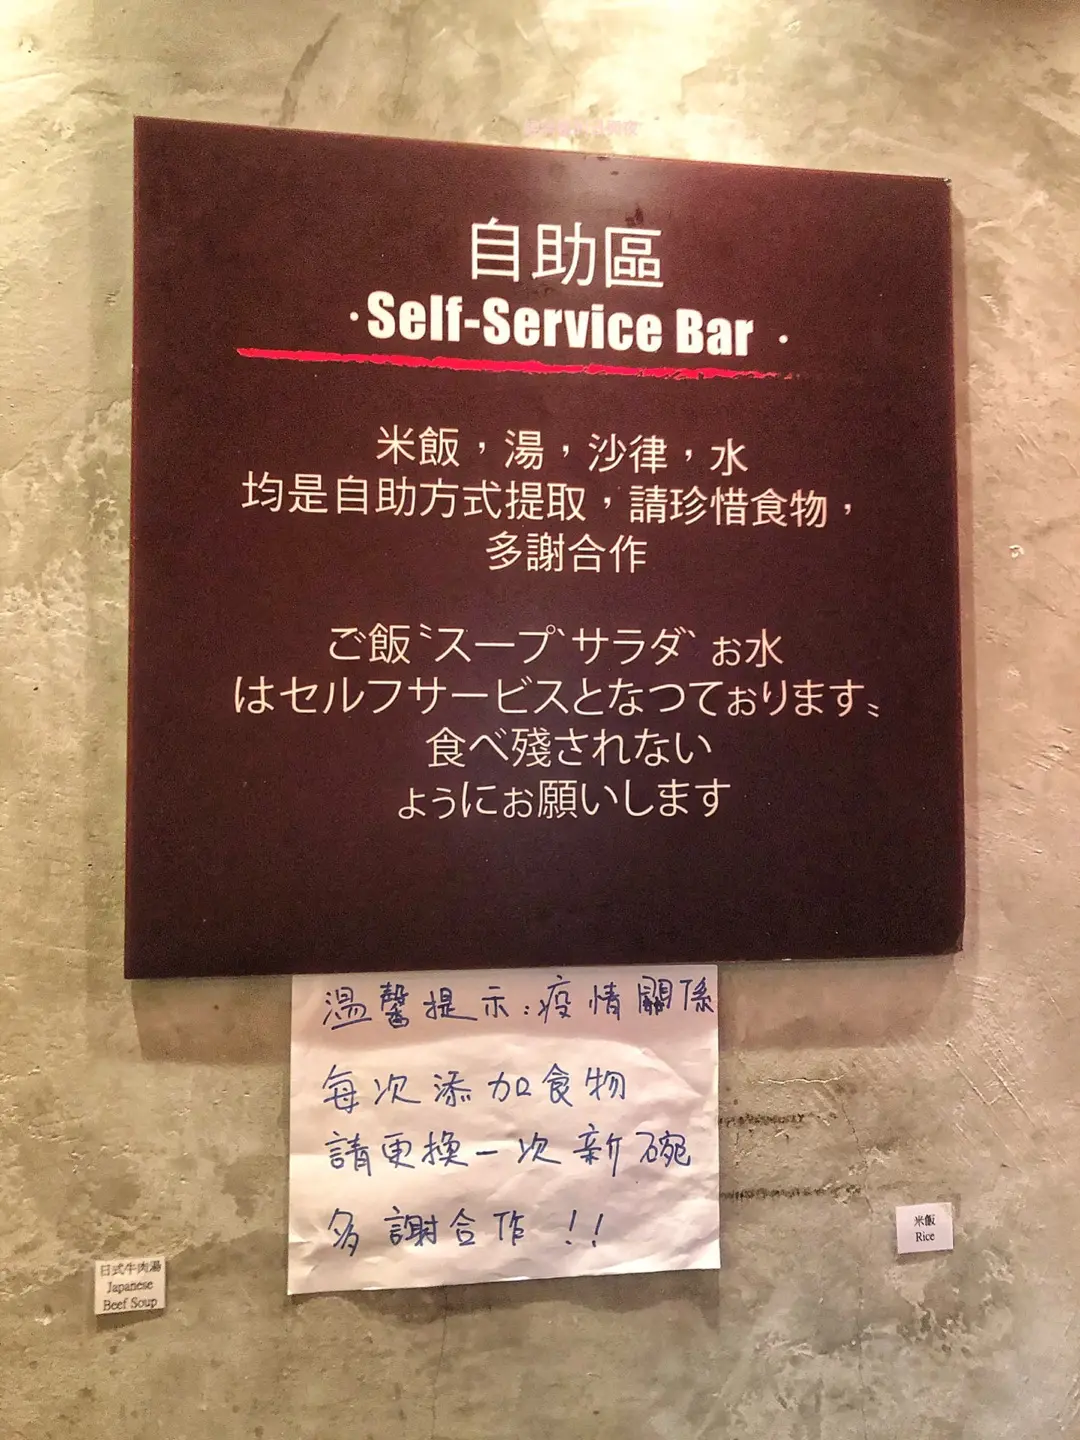 自助區
·Self-Service Bar ·
米飯，湯，沙律，水
均是自助方式提取，請珍惜食物，
多謝合作
ご飯〝スープ`サラダ` ぉ水
はセルフサービスとなつてぉります〟
食べ殘されない
ょうにぉ願いします
溫馨提示:疫情關係
每次添加食物
請更換一次新碗
多謝合作!!
日式牛肉湯
Japanese
Beef Soup
米飯
Rice